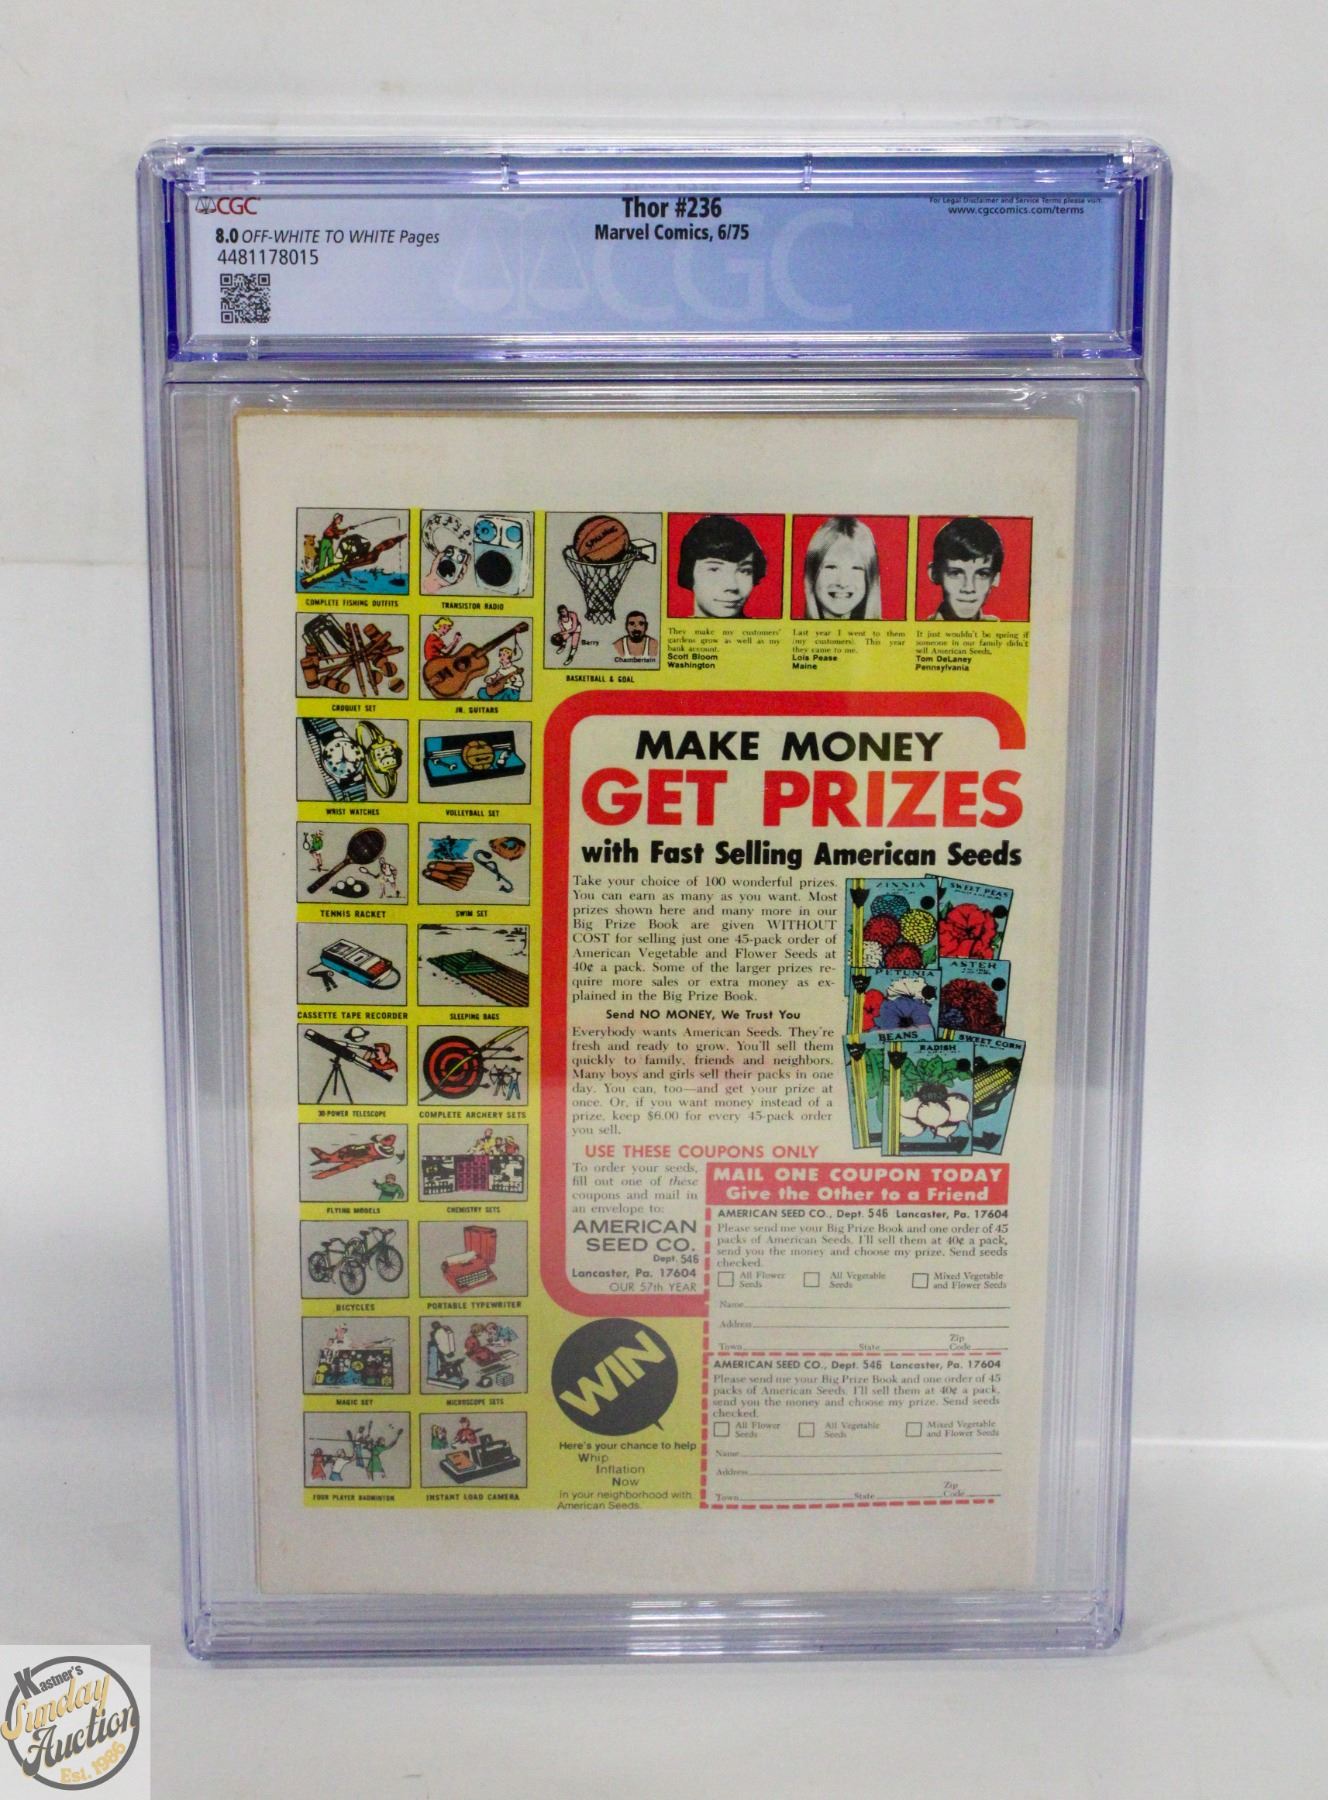 CGC
Thor #236
Marvel Comics, 6/75
For Legal Disclaimer and Service Terms please visit:
www.cgccomics.com/terms
8.0 OFF-WHITE TO WHITE Pages
4481178015
CGC
COMPLETE FISHING OUTFITS
TRANSISTOR RADIO
CROQUET SET
JR. GUITARS
WRIST WATCHES
VOLLEYBALL SET
TENNIS RACKET
SWIM SET
CASSETTE TAPE RECORDER
SLEEPING BAGS
30-POWER TELESCOPE
COMPLETE ARCHERY SETS
FLYING MODELS
CHEMISTRY SETS
BICYCLES
PORTABLE TYPEWRITER
MAGIC SET
MICROSCOPE SETS
FOUR PLAYER BADMINTON
INSTANT LOAD CAMERA
SPALDING
Barry
Chamberlain
BASKETBALL & GOAL
They make my customers'
gardens grow as well as my
bank account.
Scott Bloom
Washington
Last year I went to them
(my customers). This year
they came to me.
Lois Pease
Maine
It just wouldn't be spring if
someone in our family didn't
sell American Seeds.
Tom DeLaney
Pennsylvania
MAKE MONEY
GET PRIZES
with Fast Selling American Seeds
Take your choice of 100 wonderful prizes.
You can earn as many as you want. Most
prizes shown here and many more in our
Big Prize Book are given WITHOUT
COST for selling just one 45-pack order of
American Vegetable and Flower Seeds at
40¢ a pack. Some of the larger prizes re-
quire more sales or extra money as ex-
plained in the Big Prize Book.
Send NO MONEY, We Trust You
Everybody wants American Seeds. They're
fresh and ready to grow. You'll sell them
quickly to family, friends and neighbors.
Many boys and girls sell their packs in one
day. You can, too—and get your prize at
once. Or, if you want money instead of a
prize, keep $6.00 for every 45-pack order
you sell.
ZINNIA
SWEET PEAS
PETUNIA
ASTER
BEANS
RADISH
SWEET CORN
USE THESE COUPONS ONLY
To order your seeds,
fill out one of these
coupons and mail in
an envelope to:
AMERICAN
SEED CO.
Dept. 546
Lancaster, Pa. 17604
OUR 57th YEAR
MAIL ONE COUPON TODAY
Give the Other to a Friend
AMERICAN SEED CO., Dept. 546 Lancaster, Pa. 17604
Please send me your Big Prize Book and one order of 45
packs of American Seeds. I'll sell them at 40¢ a pack,
send you the money and choose my prize. Send seeds
checked.
All Flower Seeds
All Vegetable Seeds
Mixed Vegetable and Flower Seeds
Name
Address
Town State Zip Code
AMERICAN SEED CO., Dept. 546 Lancaster, Pa. 17604
Please send me your Big Prize Book and one order of 45
packs of American Seeds. I'll sell them at 40¢ a pack,
send you the money and choose my prize. Send seeds
checked.
All Flower Seeds
All Vegetable Seeds
Mixed Vegetable and Flower Seeds
Name
Address
Town State Zip Code
WIN
Here's your chance to help
Whip
Inflation
Now
in your neighborhood with
American Seeds.
Kastner's
Sunday
Auction
Est. 1986